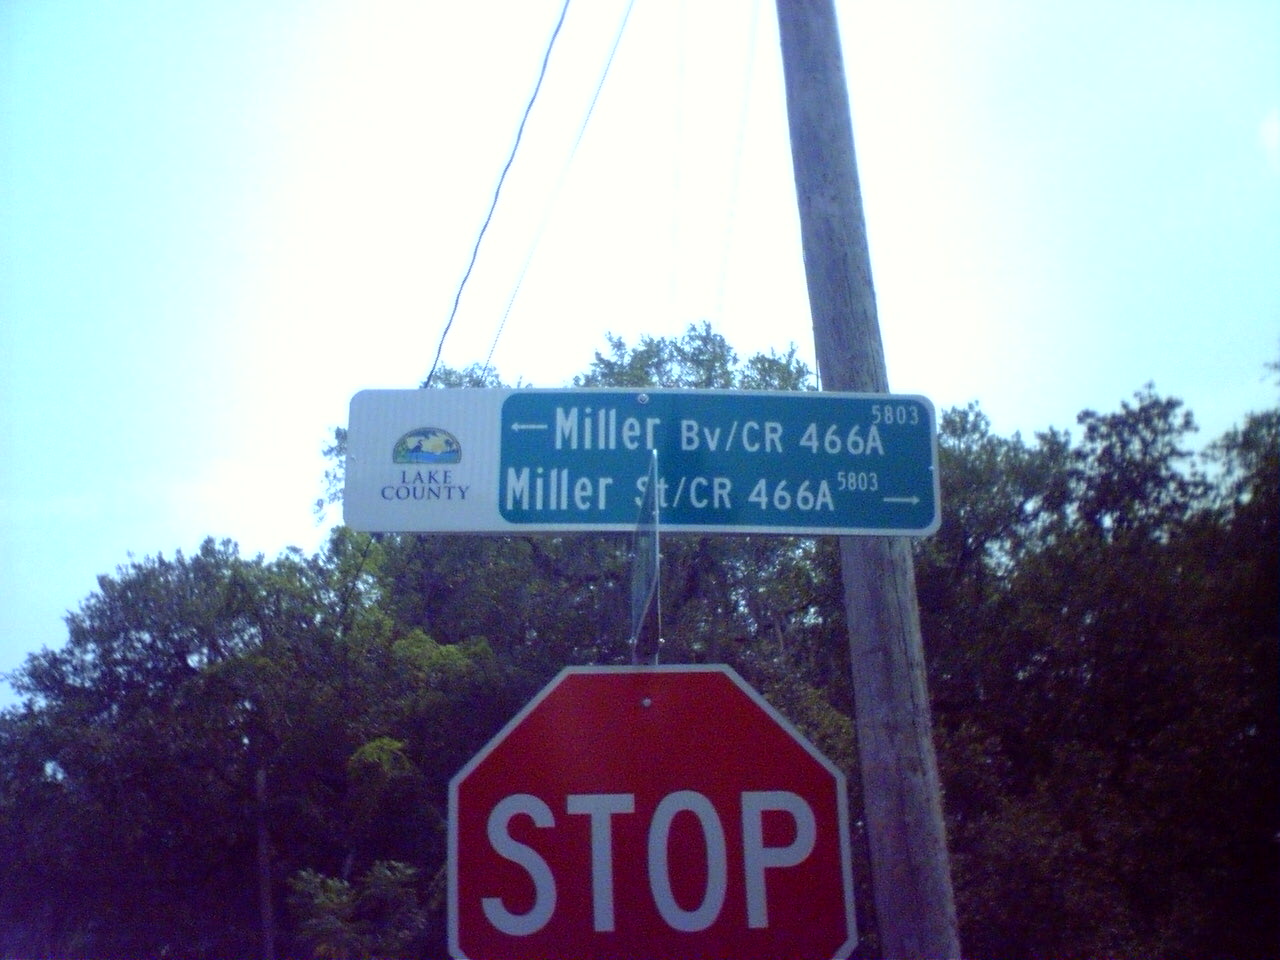 ← Miller Bv/CR 466A 5803
Miller St/CR 466A 5803 →
LAKE
COUNTY
STOP